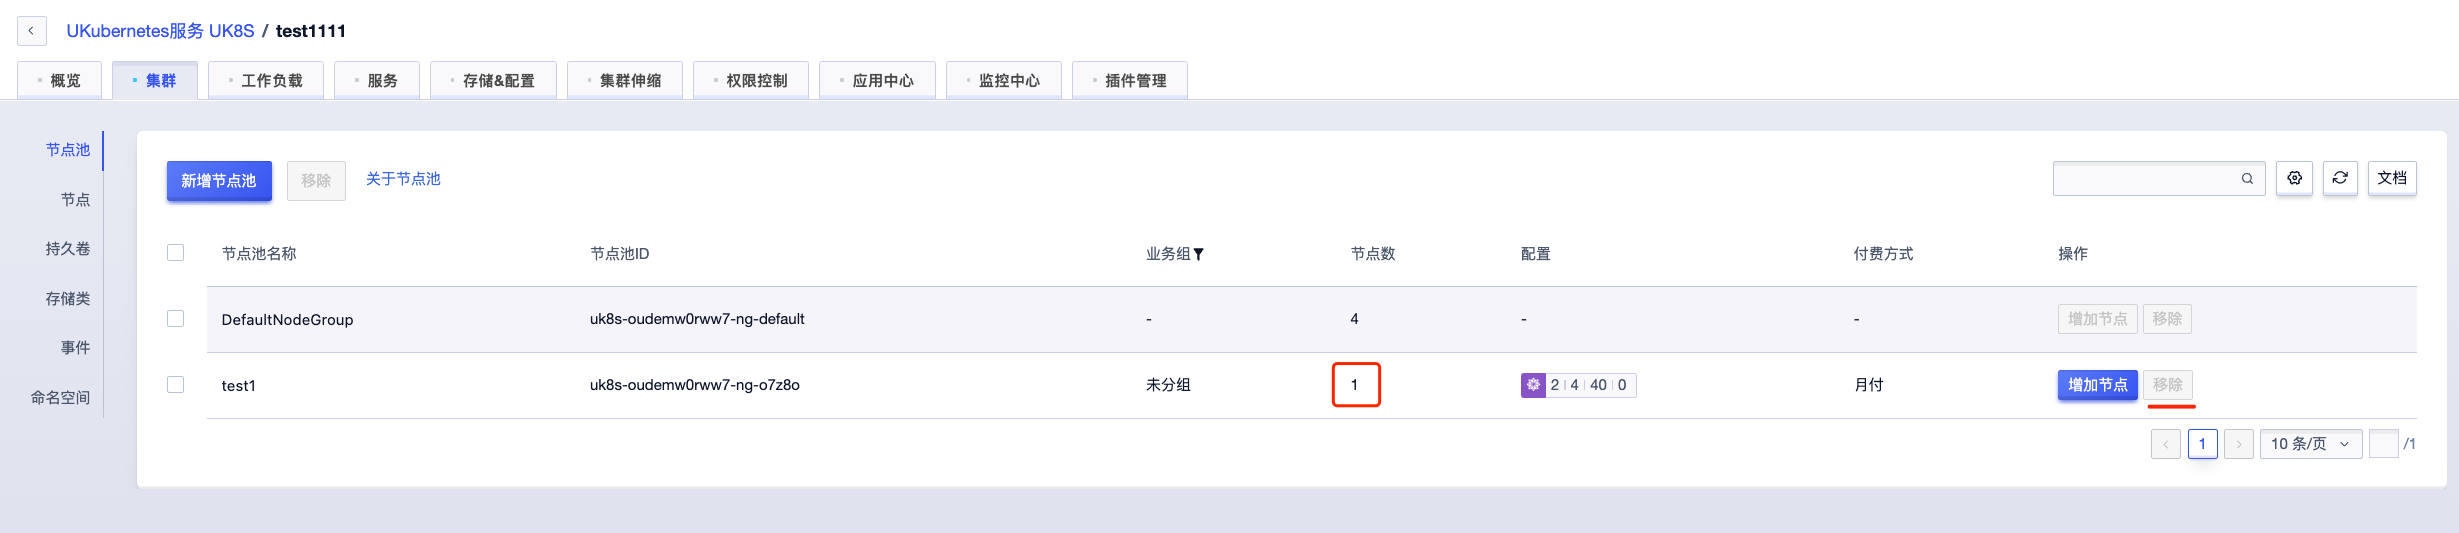 UKubernetes服务 UK8S / test1111
概览 集群 工作负载 服务 存储&配置 集群伸缩 权限控制 应用中心 监控中心 插件管理
节点池
节点
持久卷
存储类
事件
命名空间
新增节点池 移除 关于节点池 文档
节点池名称 节点池ID 业务组 节点数 配置 付费方式 操作
DefaultNodeGroup uk8s-oudemw0rww7-ng-default - 4 - - 增加节点 移除
test1 uk8s-oudemw0rww7-ng-o7z8o 未分组 1 2 | 4 | 40 | 0 月付 增加节点 移除
1 10 条/页 /1